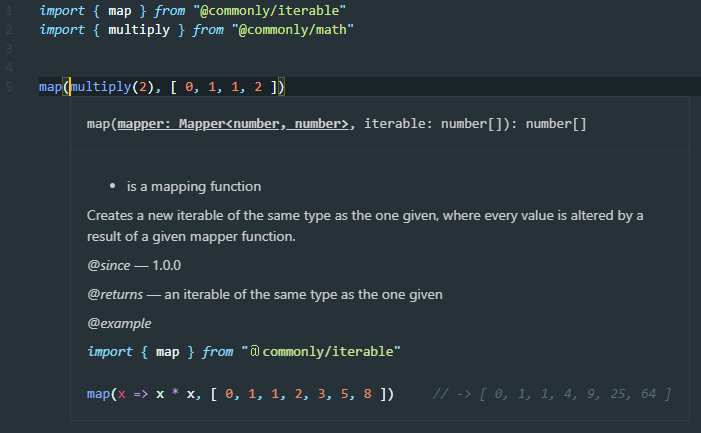 1 import { map } from "@commonly/iterable"
2 import { multiply } from "@commonly/math"
3
4
5 map(multiply(2), [ 0, 1, 1, 2 ])
map(mapper: Mapper<number, number>, iterable: number[]): number[]
• is a mapping function
Creates a new iterable of the same type as the one given, where every value is altered by a
result of a given mapper function.
@since — 1.0.0
@returns — an iterable of the same type as the one given
@example
import { map } from "@commonly/iterable"
map(x => x * x, [ 0, 1, 1, 2, 3, 5, 8 ]) // -> [ 0, 1, 1, 4, 9, 25, 64 ]